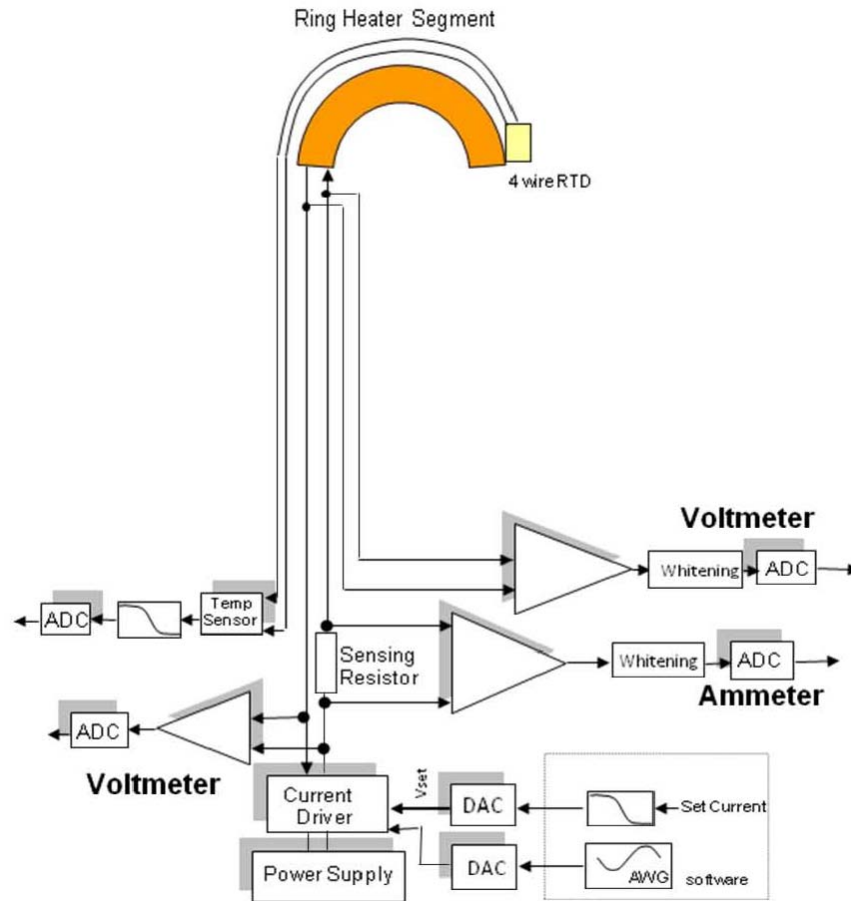 Ring Heater Segment
4 wire RTD
Voltmeter
Whitening
ADC
Temp
Sensor
ADC
Sensing
Resistor
Whitening
ADC
Ammeter
ADC
Voltmeter
Current
Driver
Vset
DAC
Set Current
Power Supply
DAC
AWG
software